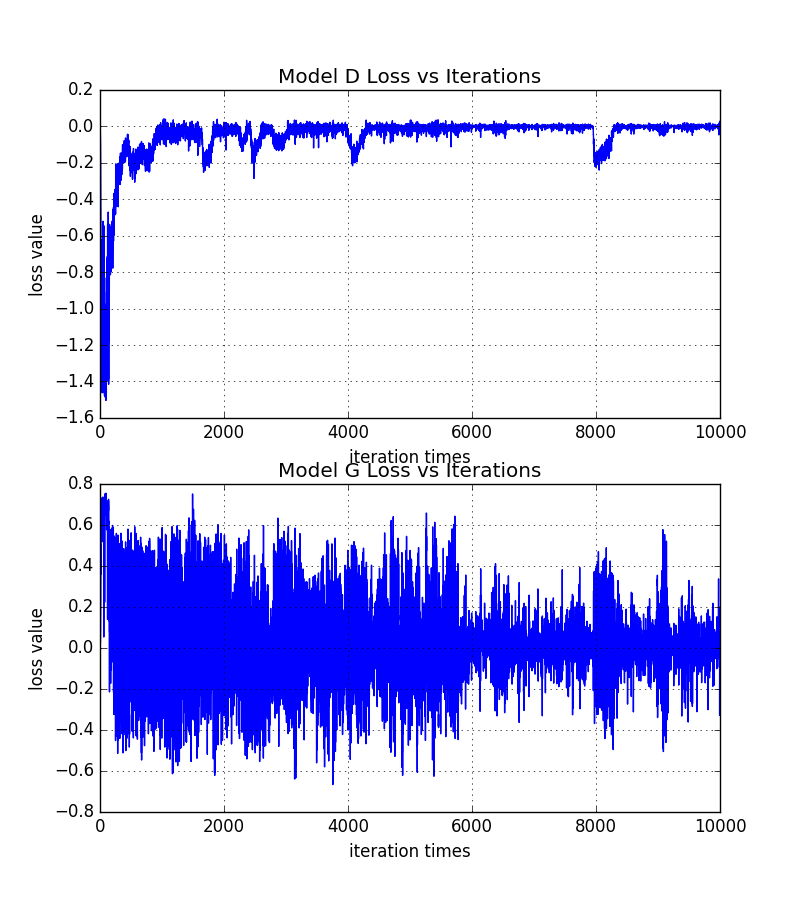 Model D Loss vs Iterations
0.2
0.0
−0.2
−0.4
−0.6
−0.8
−1.0
−1.2
−1.4
−1.6
loss value
0 2000 4000 6000 8000 10000
iteration times
Model G Loss vs Iterations
0.8
0.6
0.4
0.2
0.0
−0.2
−0.4
−0.6
−0.8
loss value
0 2000 4000 6000 8000 10000
iteration times